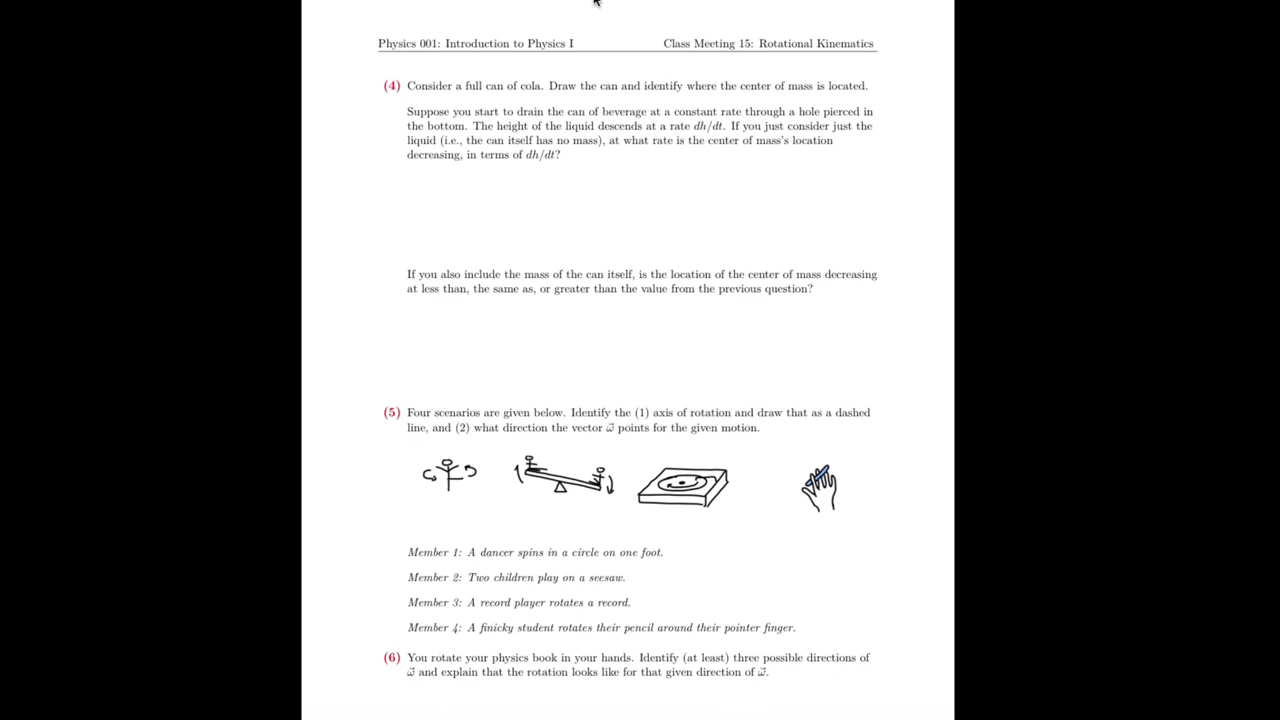 Physics 001: Introduction to Physics I
Class Meeting 15: Rotational Kinematics
(4) Consider a full can of cola. Draw the can and identify where the center of mass is located.
Suppose you start to drain the can of beverage at a constant rate through a hole pierced in
the bottom. The height of the liquid descends at a rate dh/dt. If you just consider just the
liquid (i.e., the can itself has no mass), at what rate is the center of mass's location
decreasing, in terms of dh/dt?
If you also include the mass of the can itself, is the location of the center of mass decreasing
at less than, the same as, or greater than the value from the previous question?
(5) Four scenarios are given below. Identify the (1) axis of rotation and draw that as a dashed
line, and (2) what direction the vector ω⃗ points for the given motion.
Member 1: A dancer spins in a circle on one foot.
Member 2: Two children play on a seesaw.
Member 3: A record player rotates a record.
Member 4: A finicky student rotates their pencil around their pointer finger.
(6) You rotate your physics book in your hands. Identify (at least) three possible directions of
ω⃗ and explain that the rotation looks like for that given direction of ω⃗.